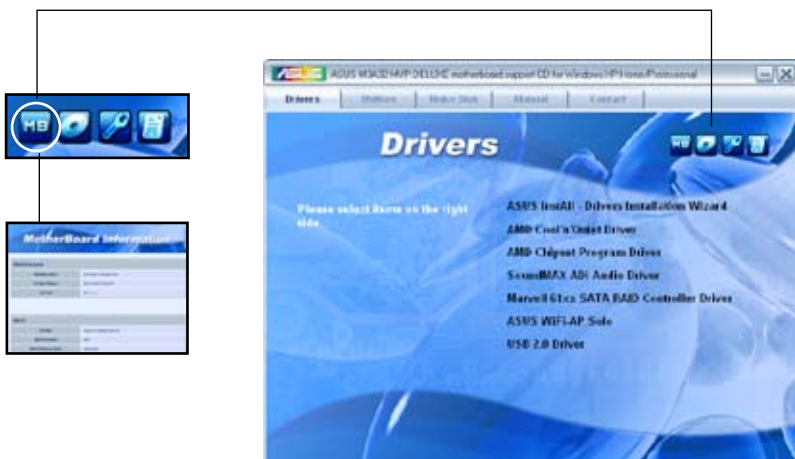 ASUS M3A32-MVP DELUXE motherboard support CD for Windows XP Home/Professional
Drivers Utilities Make Disk Manual Contact
MB
Drivers
Please select items on the right side.
ASUS InstAll - Drivers Installation Wizard
AMD Cool'n'Quiet Driver
AMD Chipset Program Driver
SoundMAX ADI Audio Driver
Marvell 61xx SATA RAID Controller Driver
ASUS WiFi-AP Solo
USB 2.0 Driver
MotherBoard Information